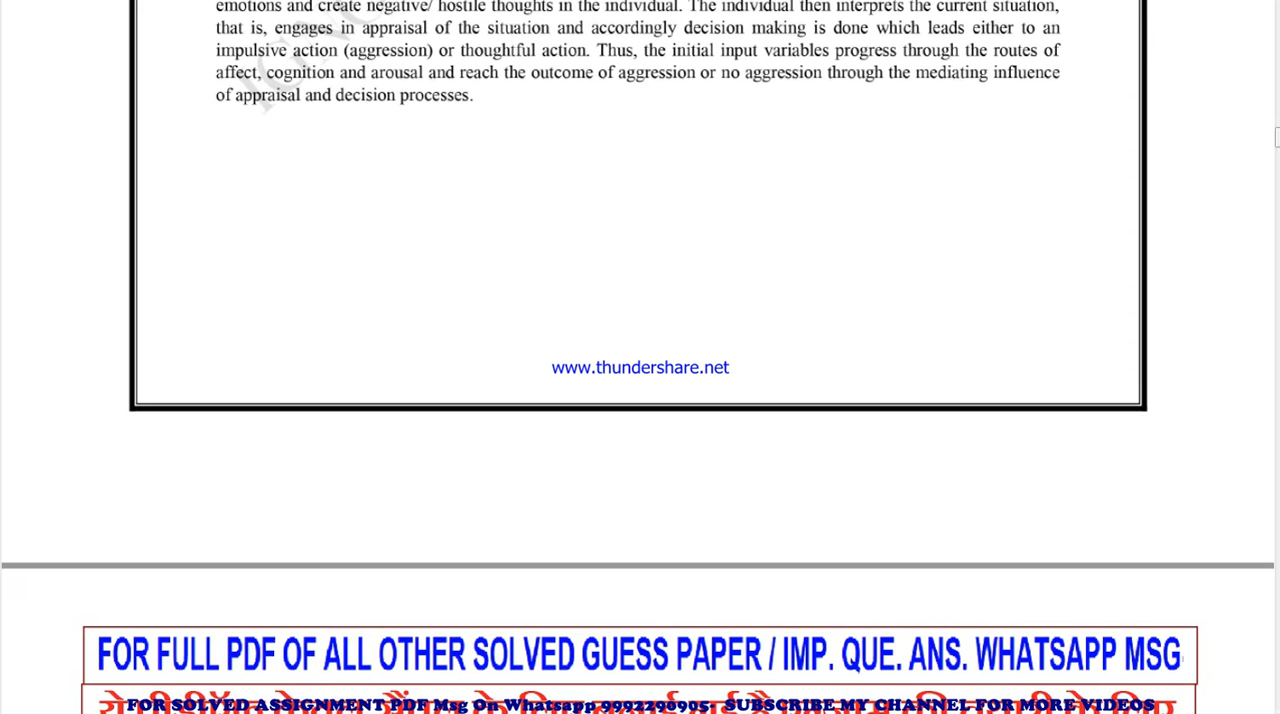 emotions and create negative/ hostile thoughts in the individual. The individual then interprets the current situation,
that is, engages in appraisal of the situation and accordingly decision making is done which leads either to an
impulsive action (aggression) or thoughtful action. Thus, the initial input variables progress through the routes of
affect, cognition and arousal and reach the outcome of aggression or no aggression through the mediating influence
of appraisal and decision processes.
www.thundershare.net
FOR FULL PDF OF ALL OTHER SOLVED GUESS PAPER / IMP. QUE. ANS. WHATSAPP MSG
FOR SOLVED ASSIGNMENT PDF Msg On Whatsapp 9992290905- SUBSCRIBE MY CHANNEL FOR MORE VIDEOS